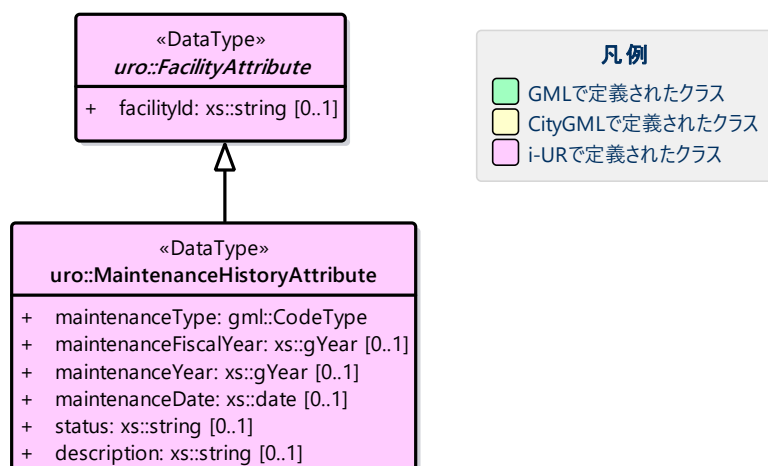 «DataType»
uro::FacilityAttribute
+ facilityId: xs::string [0..1]
凡例
GMLで定義されたクラス
CityGMLで定義されたクラス
i-URで定義されたクラス
«DataType»
uro::MaintenanceHistoryAttribute
+ maintenanceType: gml::CodeType
+ maintenanceFiscalYear: xs::gYear [0..1]
+ maintenanceYear: xs::gYear [0..1]
+ maintenanceDate: xs::date [0..1]
+ status: xs::string [0..1]
+ description: xs::string [0..1]